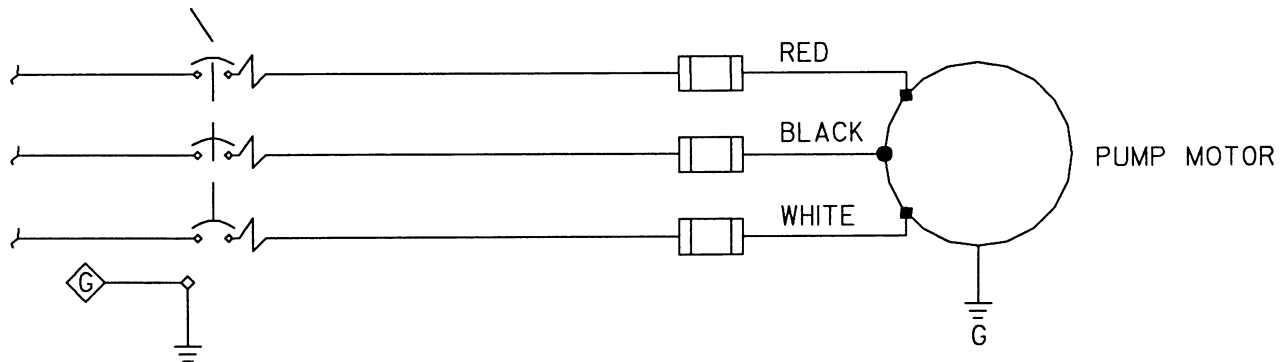 RED
BLACK
PUMP MOTOR
WHITE
G
G